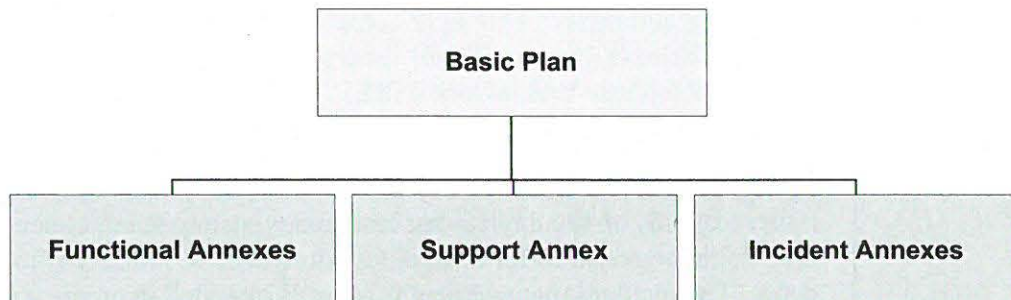 Basic Plan
Functional Annexes
Support Annex
Incident Annexes